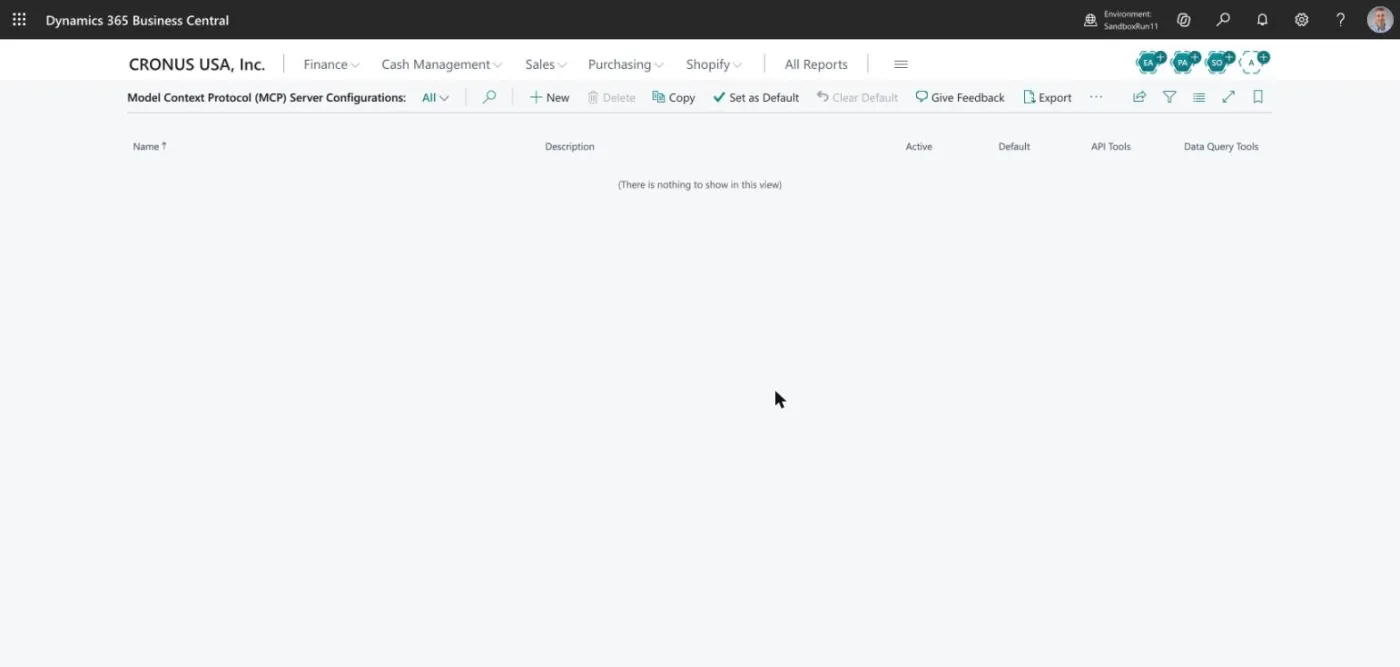 Dynamics 365 Business Central
Environment:
SandboxRun11
?
CRONUS USA, Inc.
Finance
Cash Management
Sales
Purchasing
Shopify
All Reports
EA
PA
SO
A
Model Context Protocol (MCP) Server Configurations:
All
New
Delete
Copy
Set as Default
Clear Default
Give Feedback
Export
Name ↑
Description
Active
Default
API Tools
Data Query Tools
(There is nothing to show in this view)